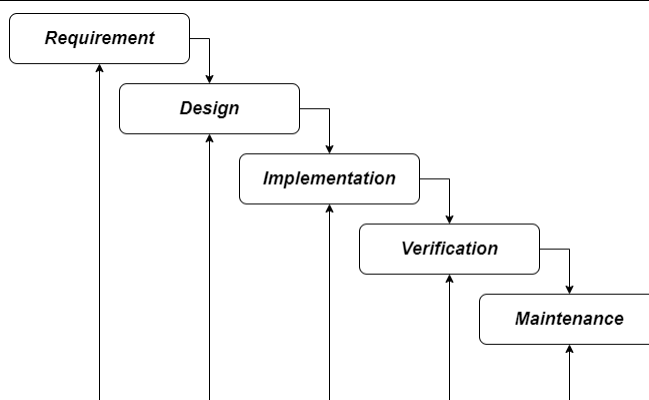 Requirement
Design
Implementation
Verification
Maintenance